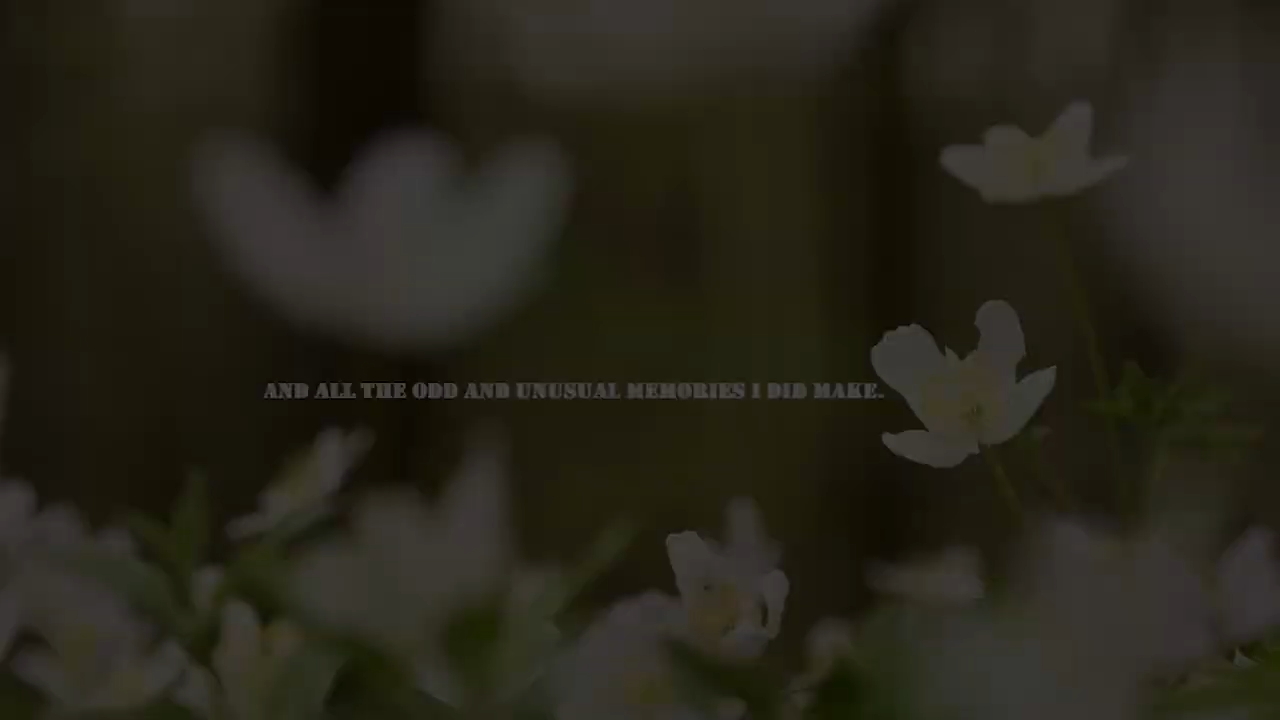 AND ALL THE ODD AND UNUSUAL MEMORIES I DID MAKE.